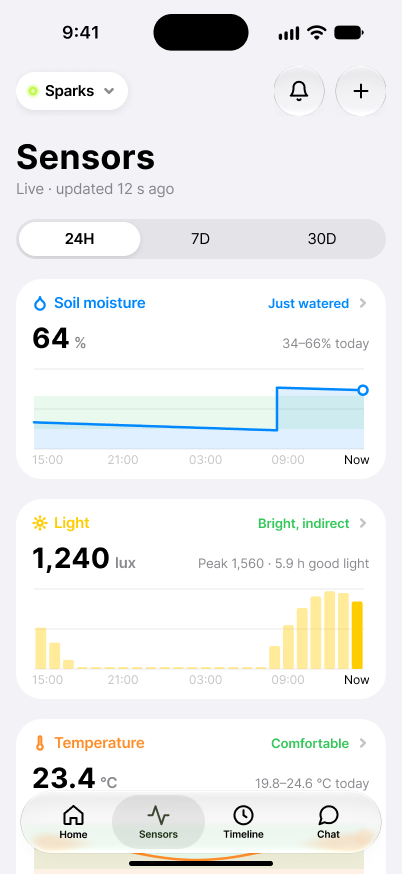 9:41
Sparks
Sensors
Live · updated 12 s ago
24H 7D 30D
Soil moisture Just watered
64 % 34–66% today
15:00 21:00 03:00 09:00 Now
Light Bright, indirect
1,240 lux Peak 1,560 · 5.9 h good light
15:00 21:00 03:00 09:00 Now
Temperature Comfortable
23.4 °C 19.8–24.6 °C today
Home Sensors Timeline Chat